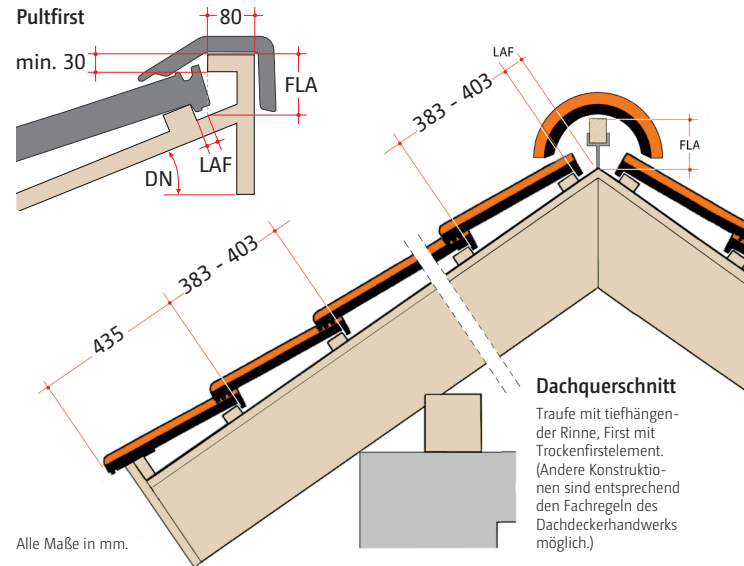 Pultfirst
80
min. 30
FLA
LAF
DN
LAF
383 - 403
FLA
383 - 403
435
Dachquerschnitt
Traufe mit tiefhängen-
der Rinne, First mit
Trockenfirstelement.
(Andere Konstruktio-
nen sind entsprechend
den Fachregeln des
Dachdeckerhandwerks
möglich.)
Alle Maße in mm.